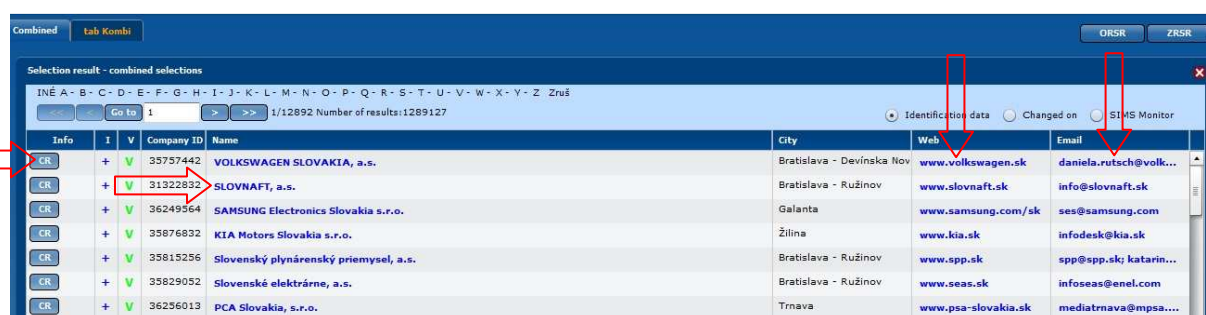 Combined tab Kombi ORSR ZRSR
Selection result - combined selections
INÉ A - B - C - D - E - F - G - H - I - J - K - L - M - N - O - P - Q - R - S - T - U - V - W - X - Y - Z Zruš
<< < Go to 1 > >> 1/12892 Number of results:1289127 Identification data Changed on SIMS Monitor
Info I V Company ID Name City Web Email
CR + V 35757442 VOLKSWAGEN SLOVAKIA, a.s. Bratislava - Devínska Nov www.volkswagen.sk daniela.rutsch@volk...
CR + V 31322832 SLOVNAFT, a.s. Bratislava - Ružinov www.slovnaft.sk info@slovnaft.sk
CR + V 36249564 SAMSUNG Electronics Slovakia s.r.o. Galanta www.samsung.com/sk ses@samsung.com
CR + V 35876832 KIA Motors Slovakia s.r.o. Žilina www.kia.sk infodesk@kia.sk
CR + V 35815256 Slovenský plynárenský priemysel, a.s. Bratislava - Ružinov www.spp.sk spp@spp.sk; katarin...
CR + V 35829052 Slovenské elektrárne, a.s. Bratislava - Ružinov www.seas.sk infoseas@enel.com
CR + V 36256013 PCA Slovakia, s.r.o. Trnava www.psa-slovakia.sk mediatrnava@mpsa....